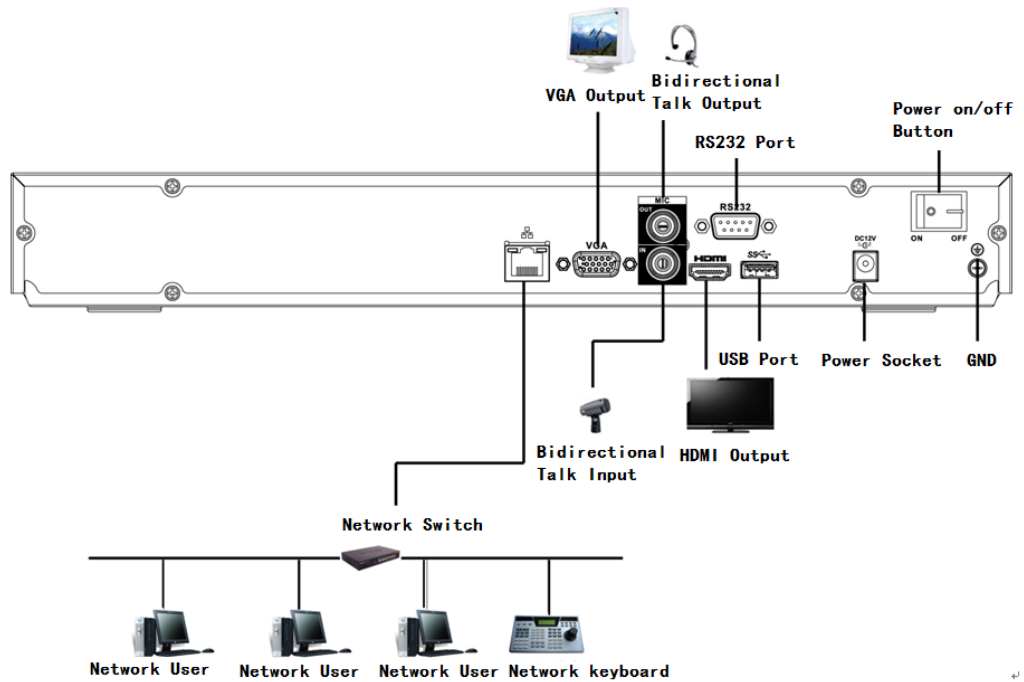 Bidirectional
VGA Output
Talk Output
Power on/off
Button
RS232 Port
MIC
OUT
RS232
VGA
IN
HDMI
SS
DC12V
ON
OFF
USB Port
Power Socket
GND
Bidirectional
Talk Input
HDMI Output
Network Switch
Network User
Network User
Network User
Network keyboard